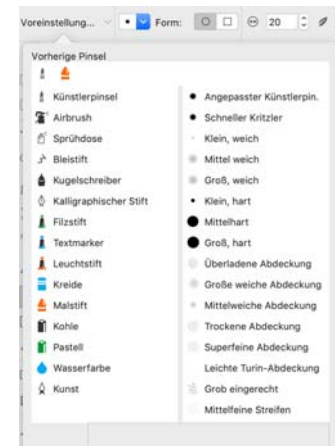 Voreinstellung... Form: 20
Vorherige Pinsel
Künstlerpinsel
Airbrush
Sprühdose
Bleistift
Kugelschreiber
Kalligraphischer Stift
Filzstift
Textmarker
Leuchtstift
Kreide
Malstift
Kohle
Pastell
Wasserfarbe
Kunst
Angepasster Künstlerpin.
Schneller Kritzler
Klein, weich
Mittel weich
Groß, weich
Klein, hart
Mittelhart
Groß, hart
Überladene Abdeckung
Große weiche Abdeckung
Mittelweiche Abdeckung
Trockene Abdeckung
Superfeine Abdeckung
Leichte Turin-Abdeckung
Grob eingerecht
Mittelfeine Streifen